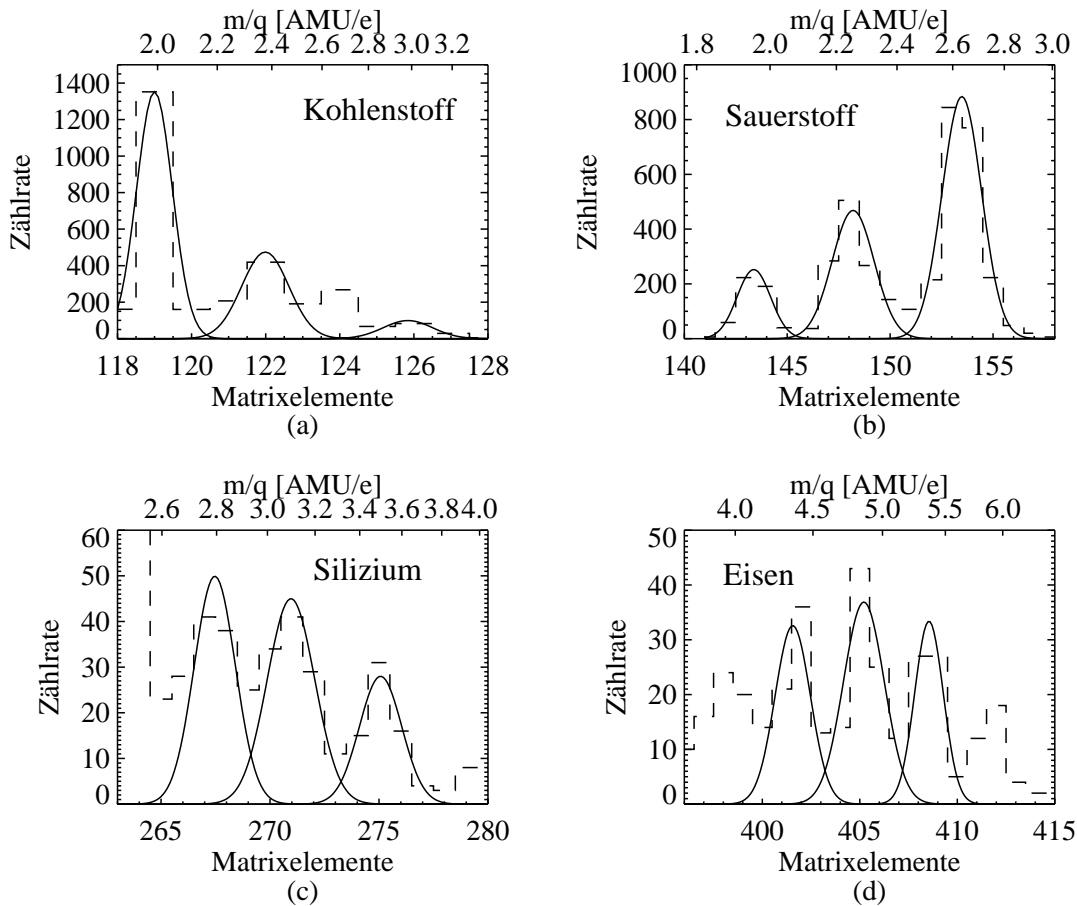 m/q [AMU/e]
2.0 2.2 2.4 2.6 2.8 3.0 3.2
1400
1200
1000
800
600
400
200
0
Zählrate
Kohlenstoff
118 120 122 124 126 128
Matrixelemente
(a)
m/q [AMU/e]
1.8 2.0 2.2 2.4 2.6 2.8 3.0
1000
800
600
400
200
0
Zählrate
Sauerstoff
140 145 150 155
Matrixelemente
(b)
m/q [AMU/e]
2.6 2.8 3.0 3.2 3.4 3.6 3.8 4.0
60
50
40
30
20
10
0
Zählrate
Silizium
265 270 275 280
Matrixelemente
(c)
m/q [AMU/e]
4.0 4.5 5.0 5.5 6.0
50
40
30
20
10
0
Zählrate
Eisen
400 405 410 415
Matrixelemente
(d)